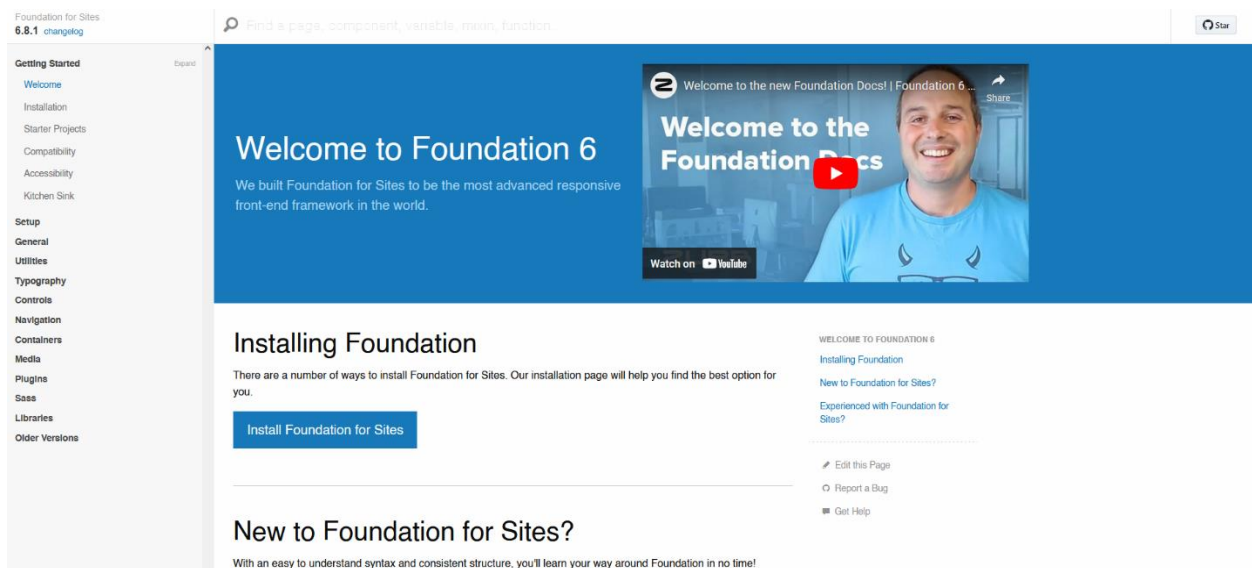 Foundation for Sites
6.8.1 changelog
Find a page, component, variable, mixin, function...
Star
Getting Started
Expand
Welcome
Installation
Starter Projects
Compatibility
Accessibility
Kitchen Sink
Setup
General
Utilities
Typography
Controls
Navigation
Containers
Media
Plugins
Sass
Libraries
Older Versions
Welcome to Foundation 6
We built Foundation for Sites to be the most advanced responsive
front-end framework in the world.
Welcome to the new Foundation Docs! | Foundation 6 ...
Share
Welcome to the
Foundation Docs
Watch on YouTube
Installing Foundation
There are a number of ways to install Foundation for Sites. Our installation page will help you find the best option for
you.
Install Foundation for Sites
New to Foundation for Sites?
With an easy to understand syntax and consistent structure, you'll learn your way around Foundation in no time!
WELCOME TO FOUNDATION 6
Installing Foundation
New to Foundation for Sites?
Experienced with Foundation for
Sites?
Edit this Page
Report a Bug
Get Help